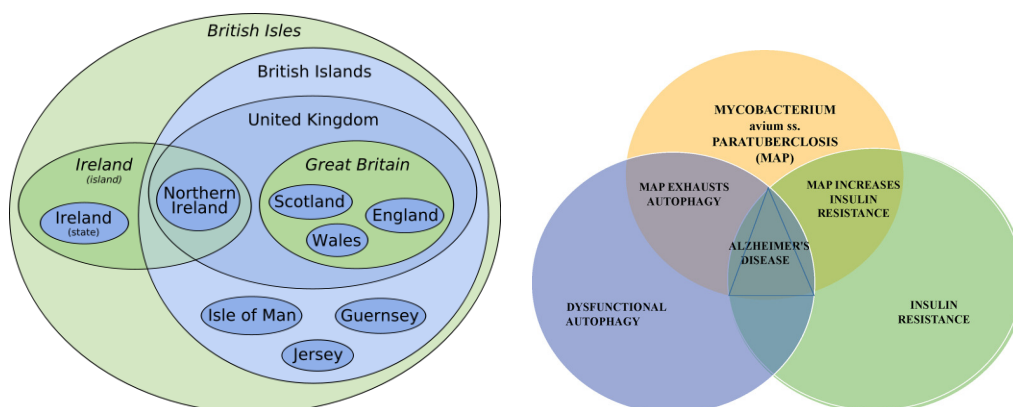 British Isles
British Islands
United Kingdom
Ireland
(island)
Great Britain
Northern
Ireland
Scotland
England
Ireland
(state)
Wales
Isle of Man
Guernsey
Jersey
MYCOBACTERIUM
avium ss.
PARATUBERCLOSIS
(MAP)
MAP EXHAUSTS
AUTOPHAGY
MAP INCREASES
INSULIN
RESISTANCE
ALZHEIMER'S
DISEASE
DYSFUNCTIONAL
AUTOPHAGY
INSULIN
RESISTANCE